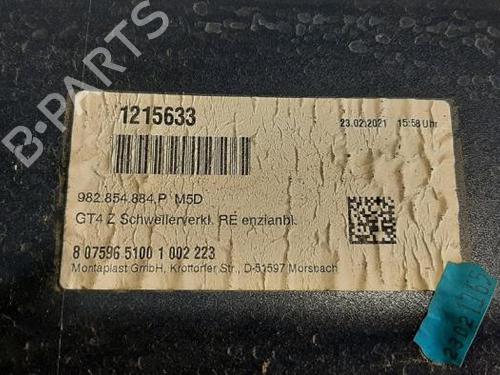 B-PARTS
1215633
23.02.2021 15:58 Uhr
982.854.884.P M5D
GT4 Z Schwellerverkl. RE enzianbl.
8 07596 5100 1 002 223
Montaplast GmbH, Krottorfer Str., D-51597 Morsbach